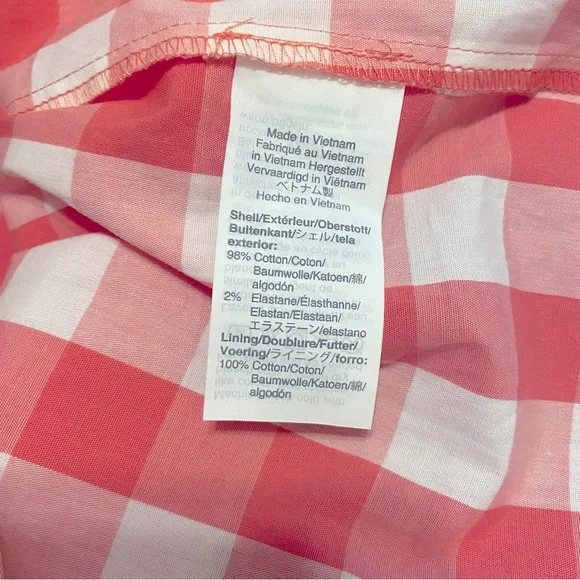 Made in Vietnam
Fabriqué au Vietnam
in Vietnam Hergestellt
Vervaardigd in Viëtnam
ベトナム製
Hecho en Vietnam
Shell/Extérieur/Oberstoff/
Buitenkant/シェル/tela
exterior:
98% Cotton/Coton/
Baumwolle/Katoen/綿/
algodón
2% Elastane/Élasthanne/
Elastan/Elastaan/
エラステーン/elastano
Lining/Doublure/Futter/
Voering/ライニング/forro:
100% Cotton/Coton/
Baumwolle/Katoen/綿/
algodón